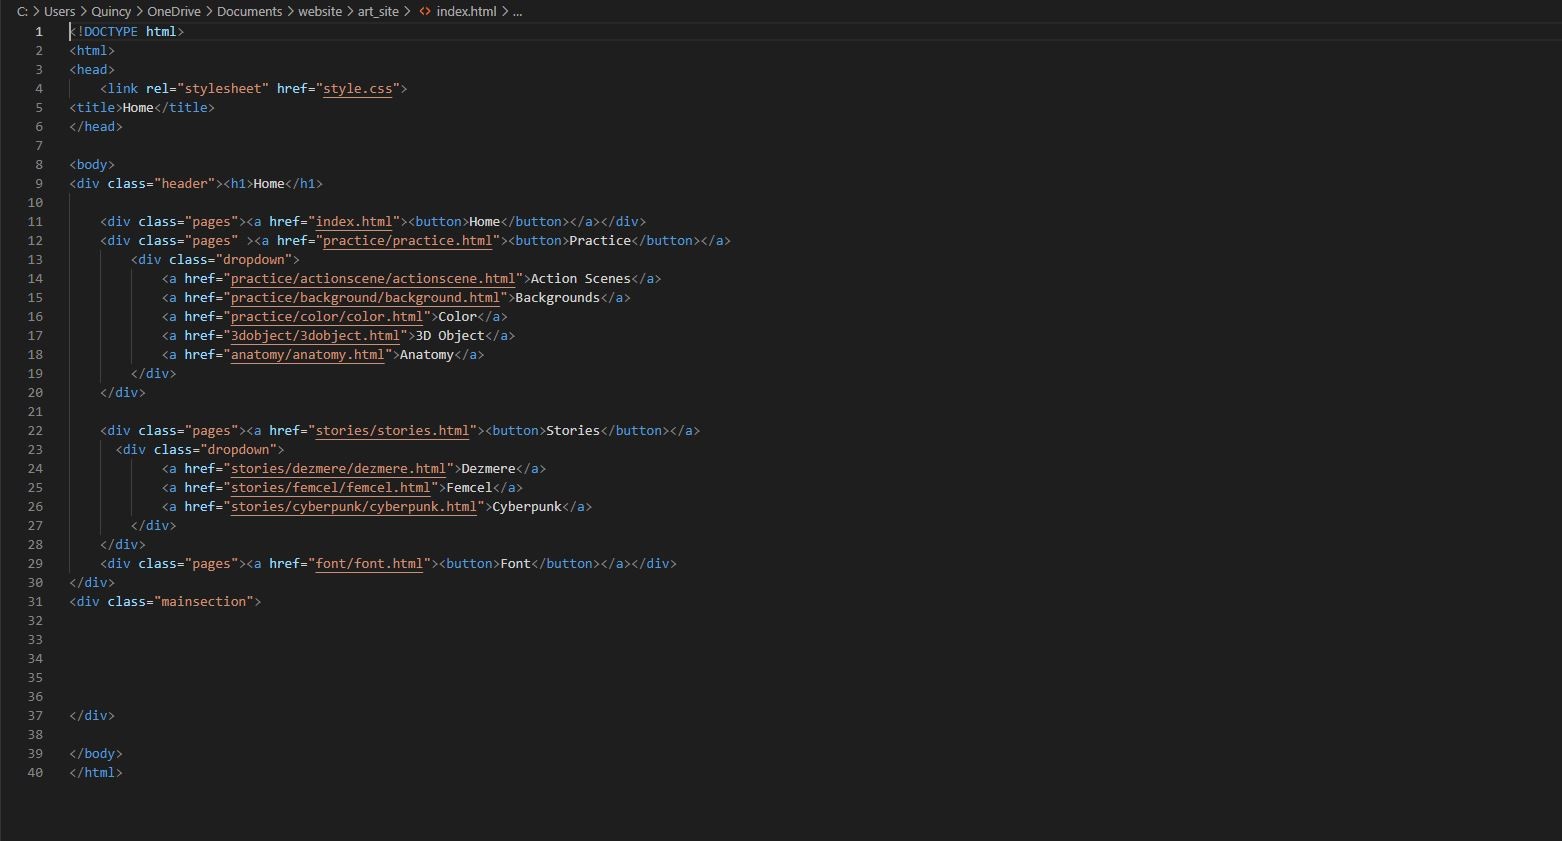 C: > Users > Quincy > OneDrive > Documents > website > art_site > <> index.html > ...
1 <!DOCTYPE html>
2 <html>
3 <head>
4     <link rel="stylesheet" href="style.css">
5 <title>Home</title>
6 </head>
7
8 <body>
9 <div class="header"><h1>Home</h1>
10
11     <div class="pages"><a href="index.html"><button>Home</button></a></div>
12     <div class="pages" ><a href="practice/practice.html"><button>Practice</button></a>
13         <div class="dropdown">
14             <a href="practice/actionscene/actionscene.html">Action Scenes</a>
15             <a href="practice/background/background.html">Backgrounds</a>
16             <a href="practice/color/color.html">Color</a>
17             <a href="3dobject/3dobject.html">3D Object</a>
18             <a href="anatomy/anatomy.html">Anatomy</a>
19         </div>
20     </div>
21
22     <div class="pages"><a href="stories/stories.html"><button>Stories</button></a>
23       <div class="dropdown">
24             <a href="stories/dezmere/dezmere.html">Dezmere</a>
25             <a href="stories/femcel/femcel.html">Femcel</a>
26             <a href="stories/cyberpunk/cyberpunk.html">Cyberpunk</a>
27         </div>
28     </div>
29     <div class="pages"><a href="font/font.html"><button>Font</button></a></div>
30 </div>
31 <div class="mainsection">
32
33
34
35
36
37 </div>
38
39 </body>
40 </html>